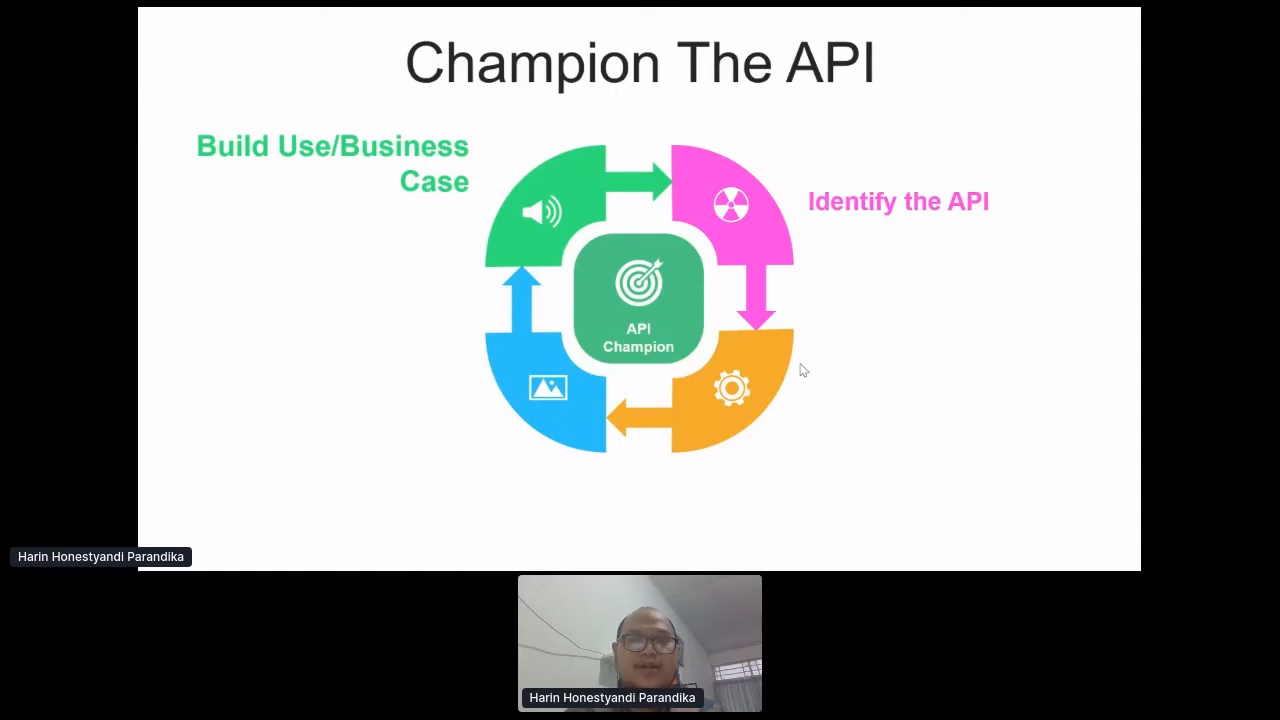 Champion The API
Build Use/Business
Case
Identify the API
API
Champion
Harin Honestyandi Parandika
Harin Honestyandi Parandika